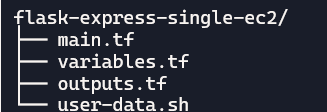 flask-express-single-ec2/
├── main.tf
├── variables.tf
├── outputs.tf
└── user-data.sh